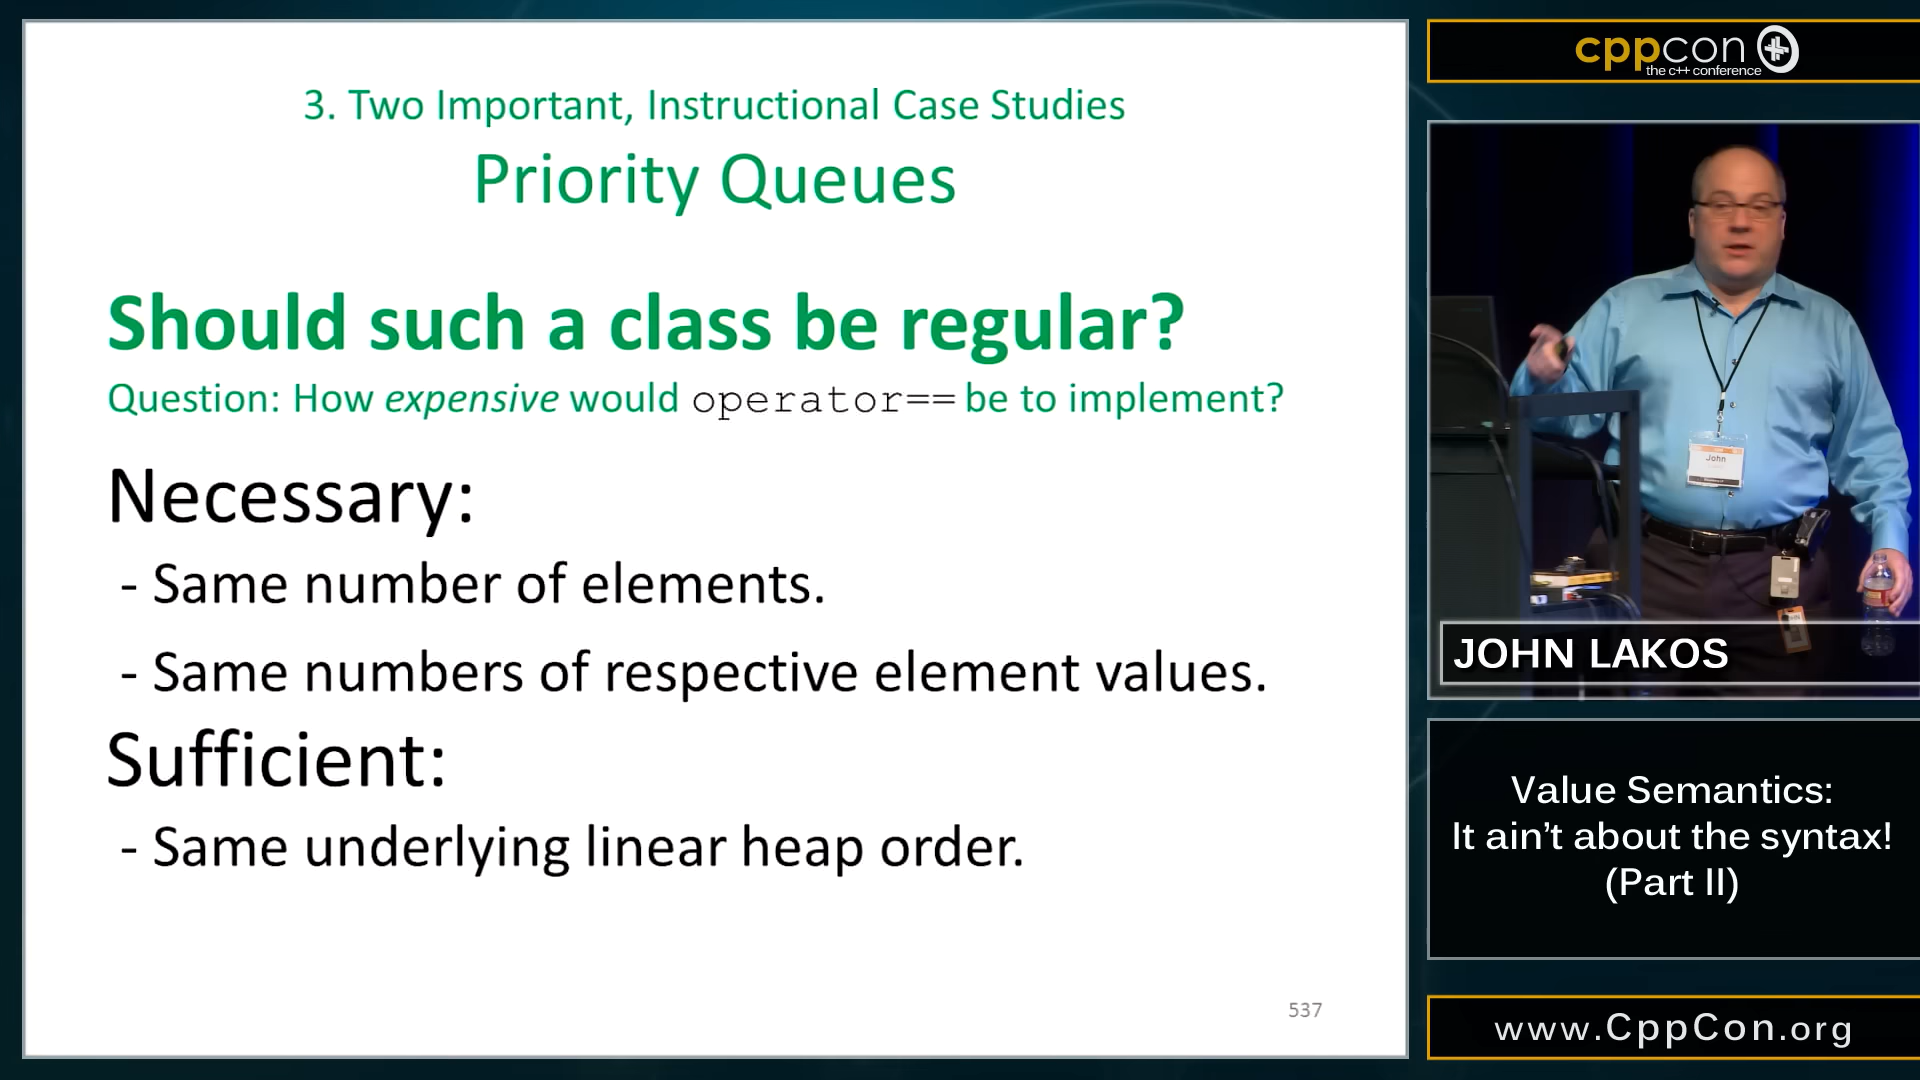 3. Two Important, Instructional Case Studies
Priority Queues
Should such a class be regular?
Question: How expensive would operator== be to implement?
Necessary:
- Same number of elements.
- Same numbers of respective element values.
Sufficient:
- Same underlying linear heap order.
537
cppcon
the c++ conference
John
JOHN LAKOS
Value Semantics:
It ain't about the syntax!
(Part II)
www.CppCon.org